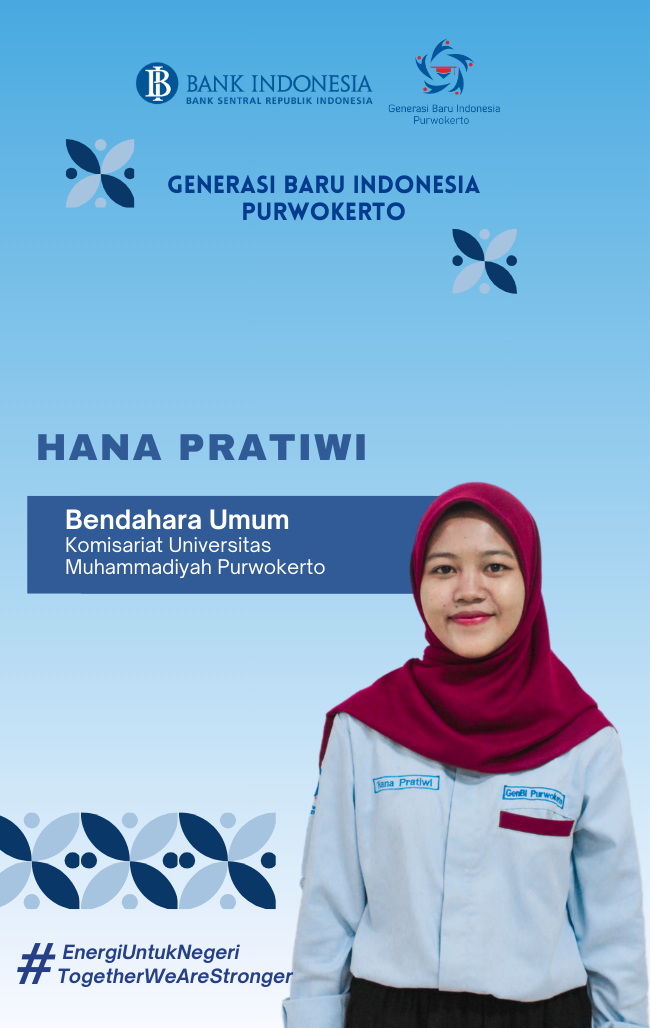 BANK INDONESIA
BANK SENTRAL REPUBLIK INDONESIA
Generasi Baru Indonesia
Purwokerto
GENERASI BARU INDONESIA
PURWOKERTO
HANA PRATIWI
Bendahara Umum
Komisariat Universitas
Muhammadiyah Purwokerto
Hana Pratiwi
GenBI Purwokerto
# EnergiUntukNegeri
TogetherWeAreStronger